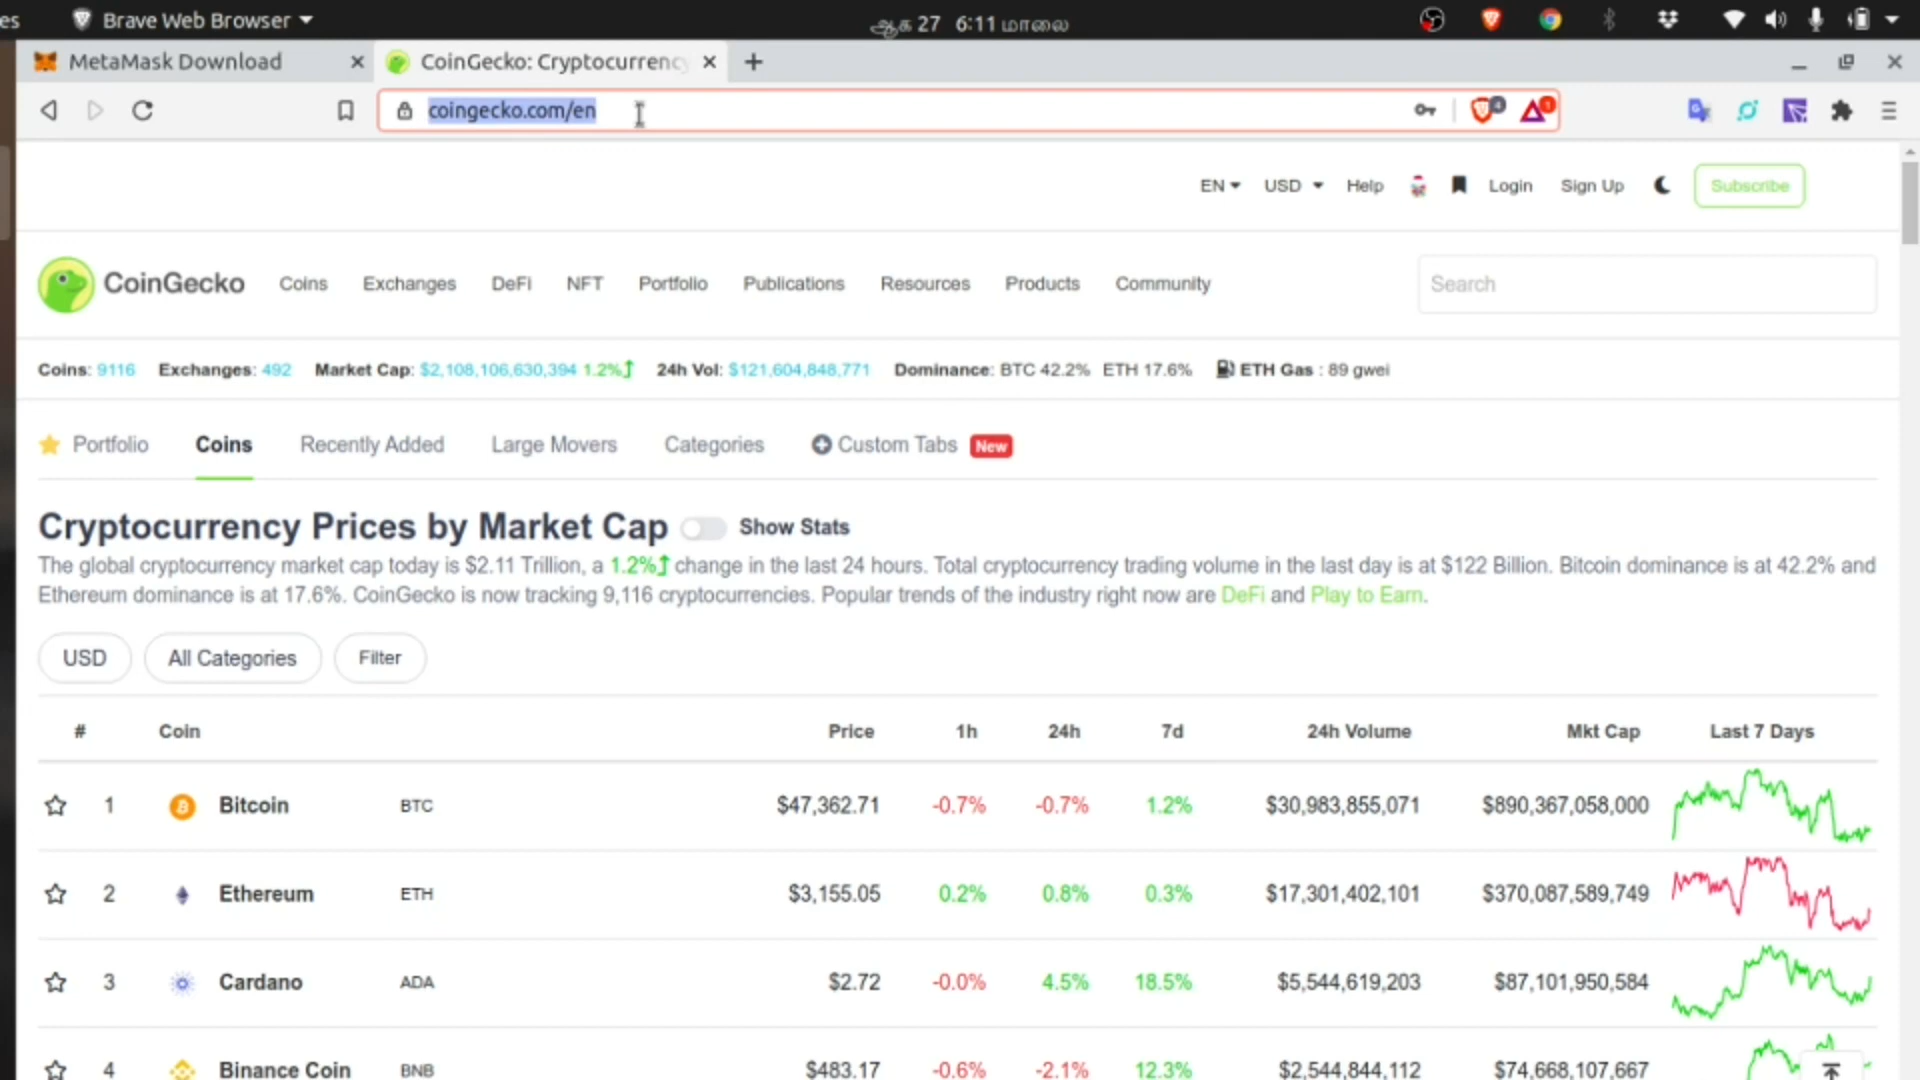 es Brave Web Browser ஆக 27 6:11 மாலை
MetaMask Download CoinGecko: Cryptocurrency
coingecko.com/en 4 1
EN USD Help Login Sign Up Subscribe
CoinGecko Coins Exchanges DeFi NFT Portfolio Publications Resources Products Community Search
Coins: 9116 Exchanges: 492 Market Cap: $2,108,106,630,394 1.2% 24h Vol: $121,604,848,771 Dominance: BTC 42.2% ETH 17.6% ETH Gas : 89 gwei
Portfolio Coins Recently Added Large Movers Categories Custom Tabs New
Cryptocurrency Prices by Market Cap Show Stats
The global cryptocurrency market cap today is $2.11 Trillion, a 1.2% change in the last 24 hours. Total cryptocurrency trading volume in the last day is at $122 Billion. Bitcoin dominance is at 42.2% and
Ethereum dominance is at 17.6%. CoinGecko is now tracking 9,116 cryptocurrencies. Popular trends of the industry right now are DeFi and Play to Earn.
USD All Categories Filter
# Coin Price 1h 24h 7d 24h Volume Mkt Cap Last 7 Days
1 Bitcoin BTC $47,362.71 -0.7% -0.7% 1.2% $30,983,855,071 $890,367,058,000
2 Ethereum ETH $3,155.05 0.2% 0.8% 0.3% $17,301,402,101 $370,087,589,749
3 Cardano ADA $2.72 -0.0% 4.5% 18.5% $5,544,619,203 $87,101,950,584
4 Binance Coin BNB $483.17 -0.6% -2.1% 12.3% $2,544,844,112 $74,668,107,667